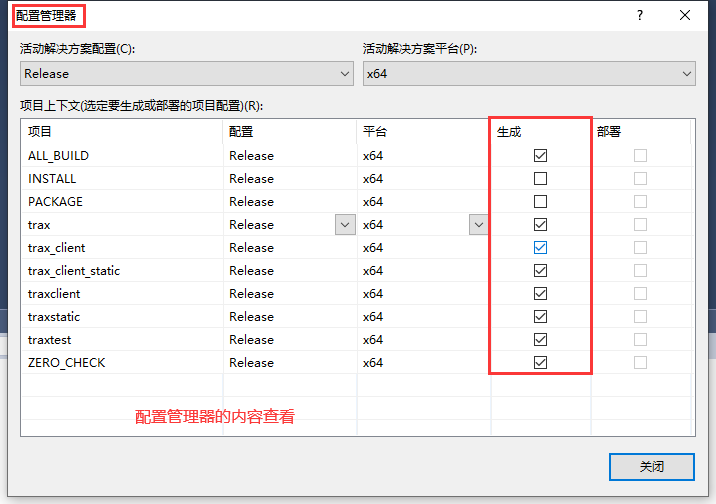 配置管理器
活动解决方案配置(C):
活动解决方案平台(P):
Release
x64
项目上下文(选定要生成或部署的项目配置)(R):
项目 配置 平台 生成 部署
ALL_BUILD Release x64
INSTALL Release x64
PACKAGE Release x64
trax Release x64
trax_client Release x64
trax_client_static Release x64
traxclient Release x64
traxstatic Release x64
traxtest Release x64
ZERO_CHECK Release x64
配置管理器的内容查看
关闭